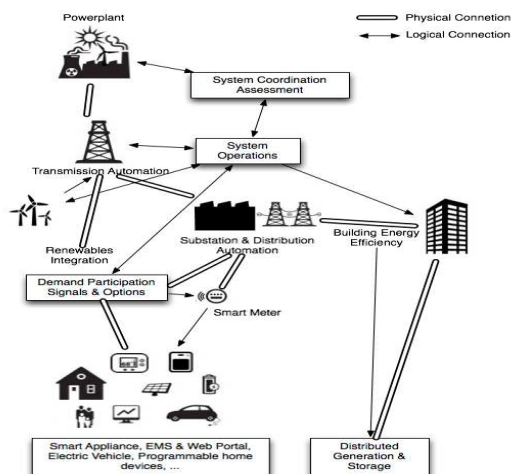 Powerplant
Physical Connetion
Logical Connection
System Coordination
Assessment
System
Operations
Transmission Automation
Renewables
Integration
Substation & Distribution
Automation
Building Energy
Efficiency
Demand Participation
Signals & Options
Smart Meter
Smart Appliance, EMS & Web Portal,
Electric Vehicle, Programmable home
devices, ...
Distributed
Generation &
Storage